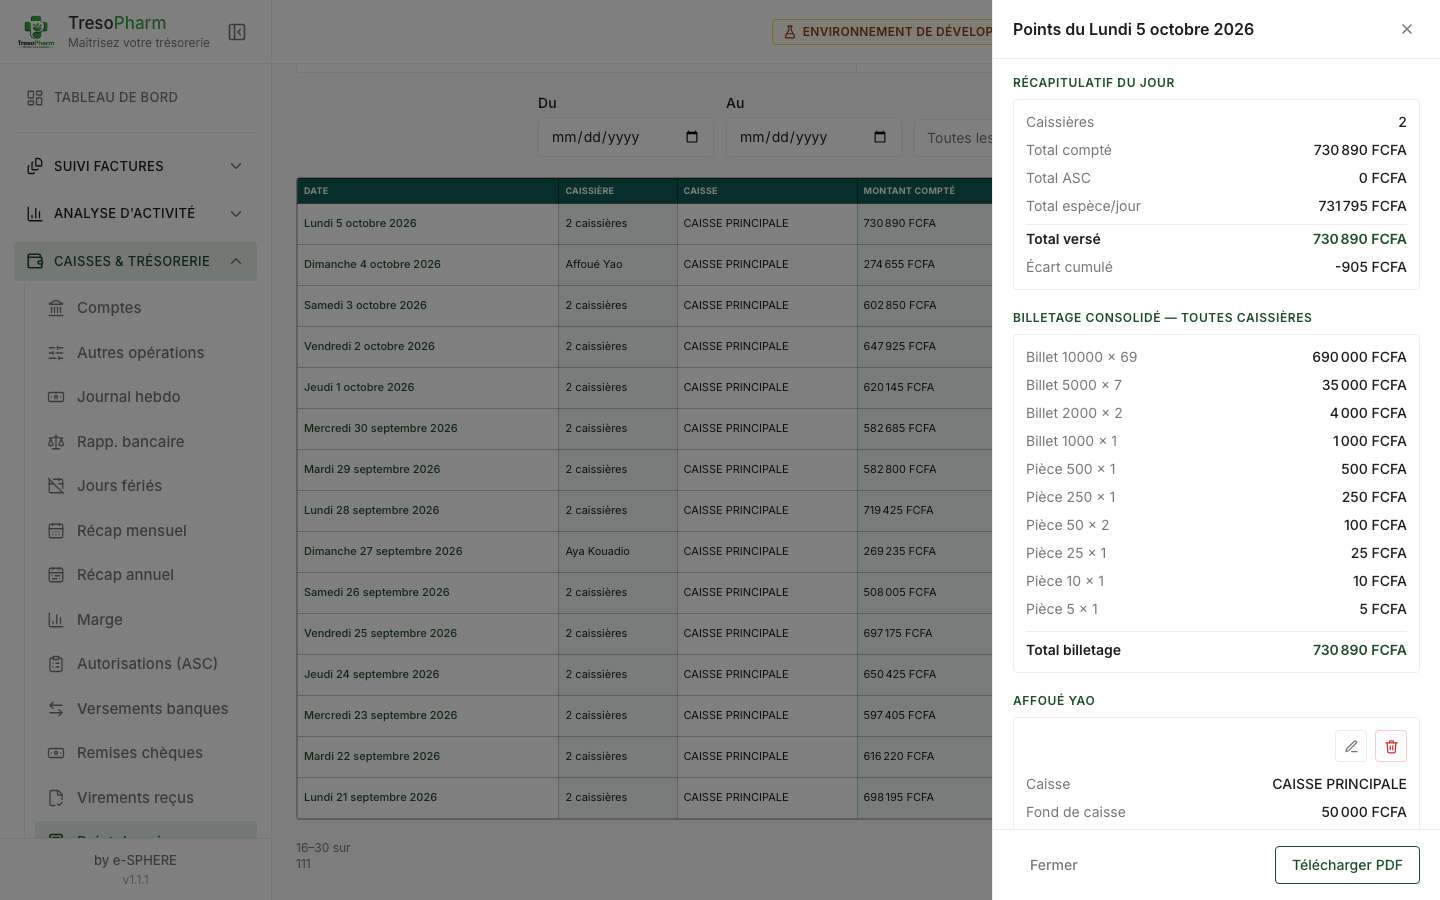 TresoPharm
Maîtrisez votre trésorerie
TresoPharm
TABLEAU DE BORD
SUIVI FACTURES
ANALYSE D'ACTIVITÉ
CAISSES & TRÉSORERIE
Comptes
Autres opérations
Journal hebdo
Rapp. bancaire
Jours fériés
Récap mensuel
Récap annuel
Marge
Autorisations (ASC)
Versements banques
Remises chèques
Virements reçus
by e-SPHERE
v1.1.1
ENVIRONNEMENT DE DÉVELOP
Du
Au
mm/dd/yyyy
mm/dd/yyyy
Toutes les
DATE CAISSIÈRE CAISSE MONTANT COMPTÉ
Lundi 5 octobre 2026 2 caissières CAISSE PRINCIPALE 730 890 FCFA
Dimanche 4 octobre 2026 Affoué Yao CAISSE PRINCIPALE 274 655 FCFA
Samedi 3 octobre 2026 2 caissières CAISSE PRINCIPALE 602 850 FCFA
Vendredi 2 octobre 2026 2 caissières CAISSE PRINCIPALE 647 925 FCFA
Jeudi 1 octobre 2026 2 caissières CAISSE PRINCIPALE 620 145 FCFA
Mercredi 30 septembre 2026 2 caissières CAISSE PRINCIPALE 582 685 FCFA
Mardi 29 septembre 2026 2 caissières CAISSE PRINCIPALE 582 800 FCFA
Lundi 28 septembre 2026 2 caissières CAISSE PRINCIPALE 719 425 FCFA
Dimanche 27 septembre 2026 Aya Kouadio CAISSE PRINCIPALE 269 235 FCFA
Samedi 26 septembre 2026 2 caissières CAISSE PRINCIPALE 508 005 FCFA
Vendredi 25 septembre 2026 2 caissières CAISSE PRINCIPALE 697 175 FCFA
Jeudi 24 septembre 2026 2 caissières CAISSE PRINCIPALE 650 425 FCFA
Mercredi 23 septembre 2026 2 caissières CAISSE PRINCIPALE 597 405 FCFA
Mardi 22 septembre 2026 2 caissières CAISSE PRINCIPALE 616 220 FCFA
Lundi 21 septembre 2026 2 caissières CAISSE PRINCIPALE 698 195 FCFA
16–30 sur
111
Points du Lundi 5 octobre 2026
RÉCAPITULATIF DU JOUR
Caissières 2
Total compté 730 890 FCFA
Total ASC 0 FCFA
Total espèce/jour 731 795 FCFA
Total versé 730 890 FCFA
Écart cumulé -905 FCFA
BILLETAGE CONSOLIDÉ — TOUTES CAISSIÈRES
Billet 10000 × 69 690 000 FCFA
Billet 5000 × 7 35 000 FCFA
Billet 2000 × 2 4 000 FCFA
Billet 1000 × 1 1 000 FCFA
Pièce 500 × 1 500 FCFA
Pièce 250 × 1 250 FCFA
Pièce 50 × 2 100 FCFA
Pièce 25 × 1 25 FCFA
Pièce 10 × 1 10 FCFA
Pièce 5 × 1 5 FCFA
Total billetage 730 890 FCFA
AFFOUÉ YAO
Caisse CAISSE PRINCIPALE
Fond de caisse 50 000 FCFA
Fermer
Télécharger PDF